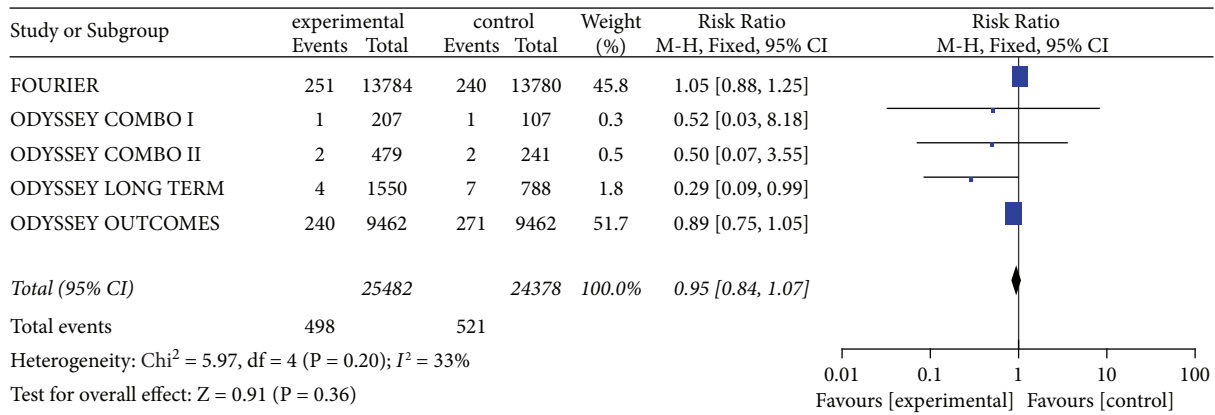 Study or Subgroup experimental control Weight Risk Ratio Risk Ratio
Events Total Events Total (%) M-H, Fixed, 95% CI M-H, Fixed, 95% CI
FOURIER 251 13784 240 13780 45.8 1.05 [0.88, 1.25]
ODYSSEY COMBO I 1 207 1 107 0.3 0.52 [0.03, 8.18]
ODYSSEY COMBO II 2 479 2 241 0.5 0.50 [0.07, 3.55]
ODYSSEY LONG TERM 4 1550 7 788 1.8 0.29 [0.09, 0.99]
ODYSSEY OUTCOMES 240 9462 271 9462 51.7 0.89 [0.75, 1.05]
Total (95% CI) 25482 24378 100.0% 0.95 [0.84, 1.07]
Total events 498 521
Heterogeneity: Chi² = 5.97, df = 4 (P = 0.20); I² = 33%
Test for overall effect: Z = 0.91 (P = 0.36)
0.01 0.1 1 10 100
Favours [experimental] Favours [control]